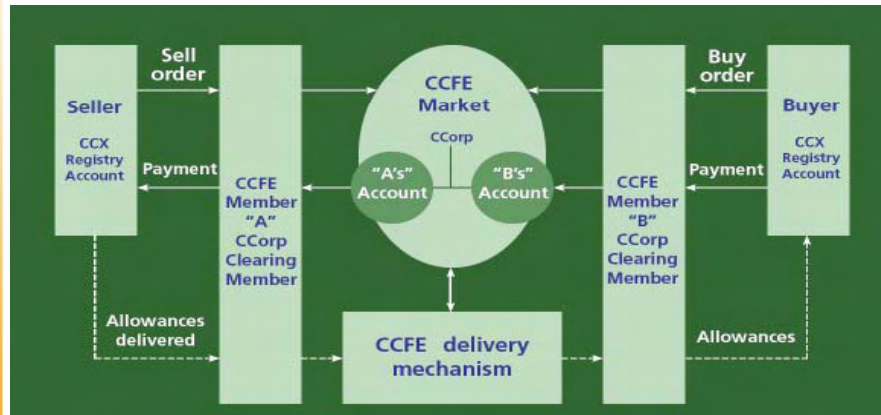 Sell
order
Seller
CCX
Registry
Account
Payment
Allowances
delivered
CCFE
Member
"A"
CCorp
Clearing
Member
CCFE
Market
CCorp
"A's"
Account
"B's"
Account
CCFE delivery
mechanism
CCFE
Member
"B"
CCorp
Clearing
Member
Buy
order
Payment
Allowances
Buyer
CCX
Registry
Account